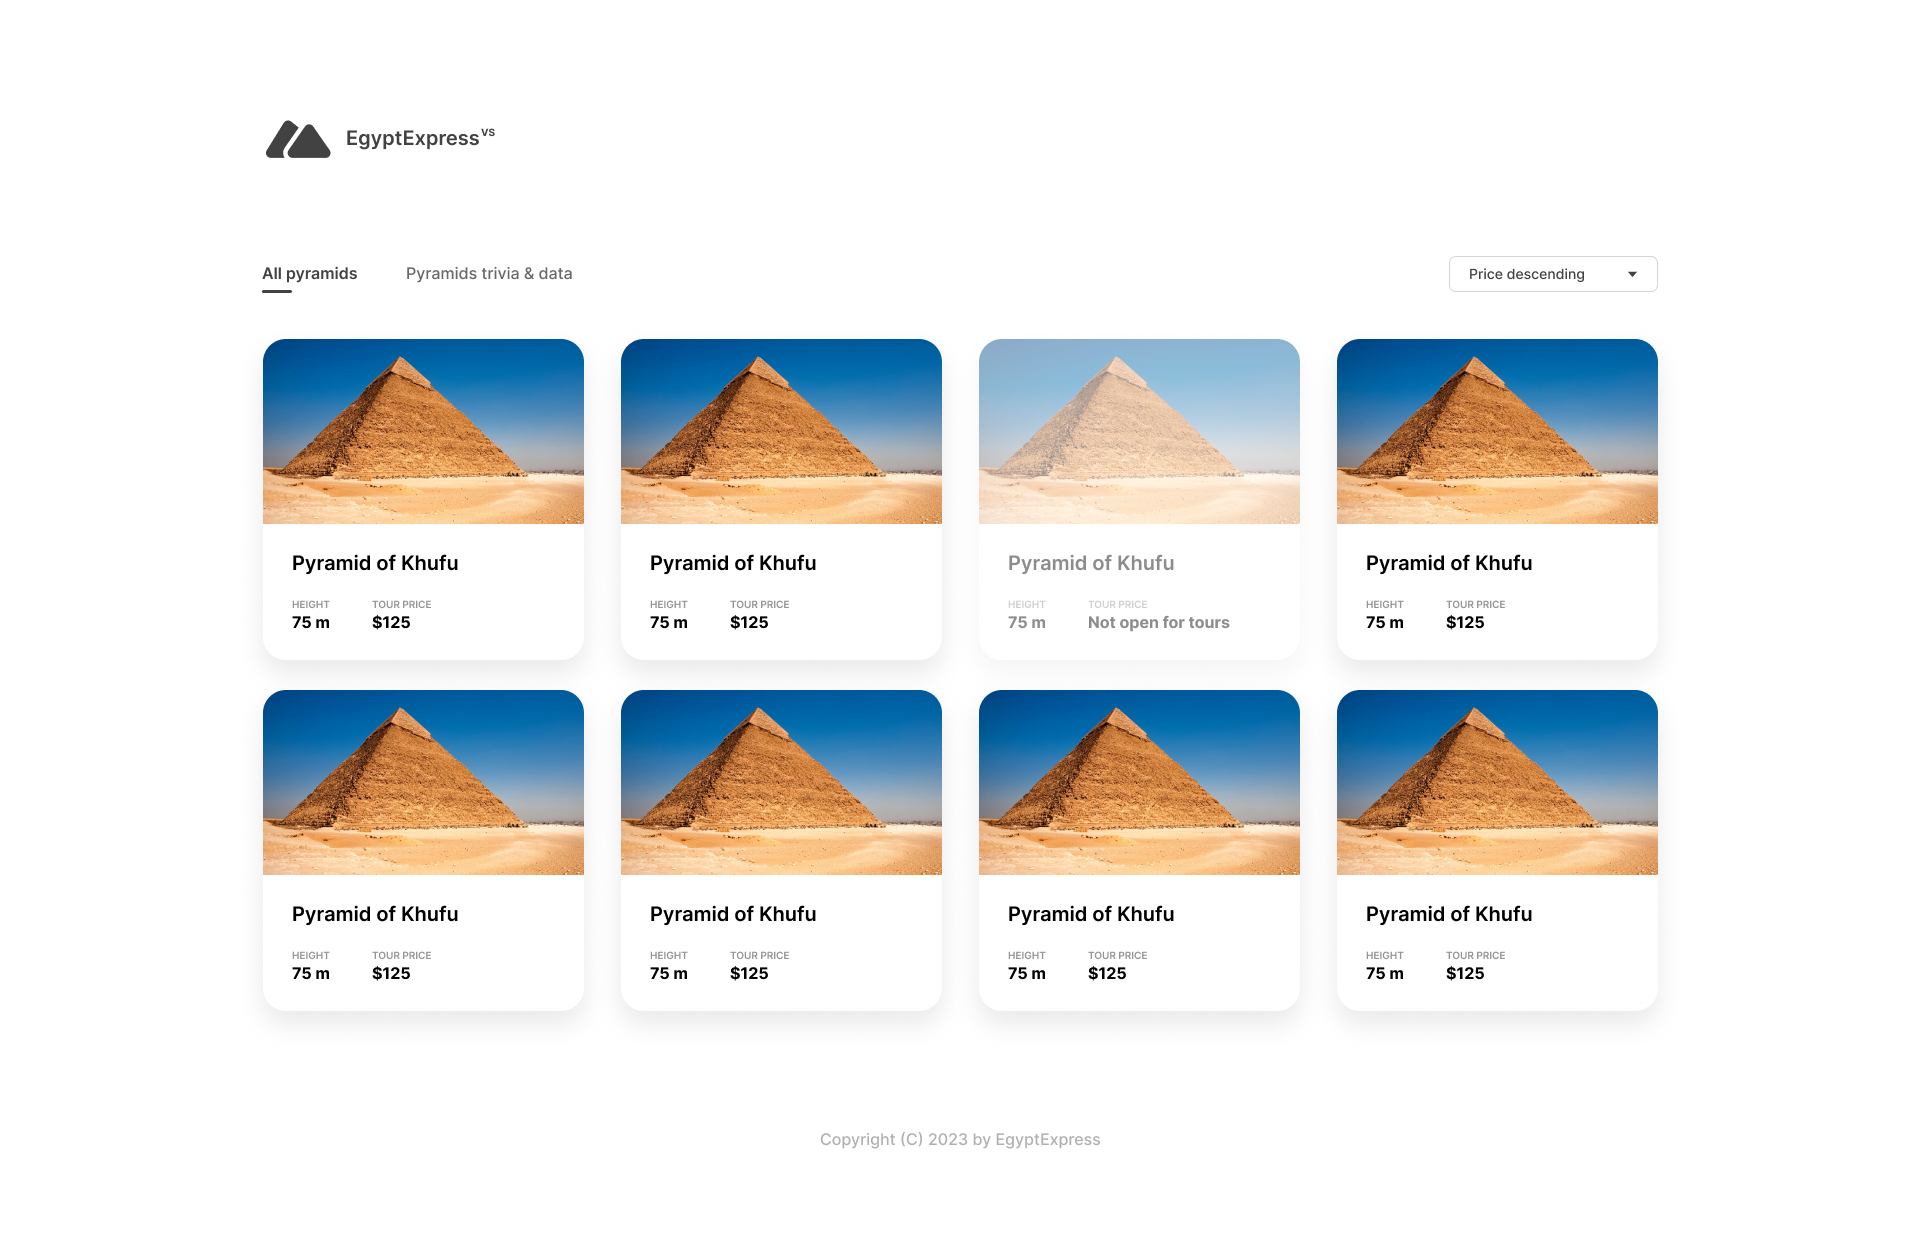 EgyptExpressVS
All pyramids
Pyramids trivia & data
Price descending
Pyramid of Khufu
HEIGHT
TOUR PRICE
75 m
$125
Pyramid of Khufu
HEIGHT
TOUR PRICE
75 m
$125
Pyramid of Khufu
HEIGHT
TOUR PRICE
75 m
Not open for tours
Pyramid of Khufu
HEIGHT
TOUR PRICE
75 m
$125
Pyramid of Khufu
HEIGHT
TOUR PRICE
75 m
$125
Pyramid of Khufu
HEIGHT
TOUR PRICE
75 m
$125
Pyramid of Khufu
HEIGHT
TOUR PRICE
75 m
$125
Pyramid of Khufu
HEIGHT
TOUR PRICE
75 m
$125
Copyright (C) 2023 by EgyptExpress